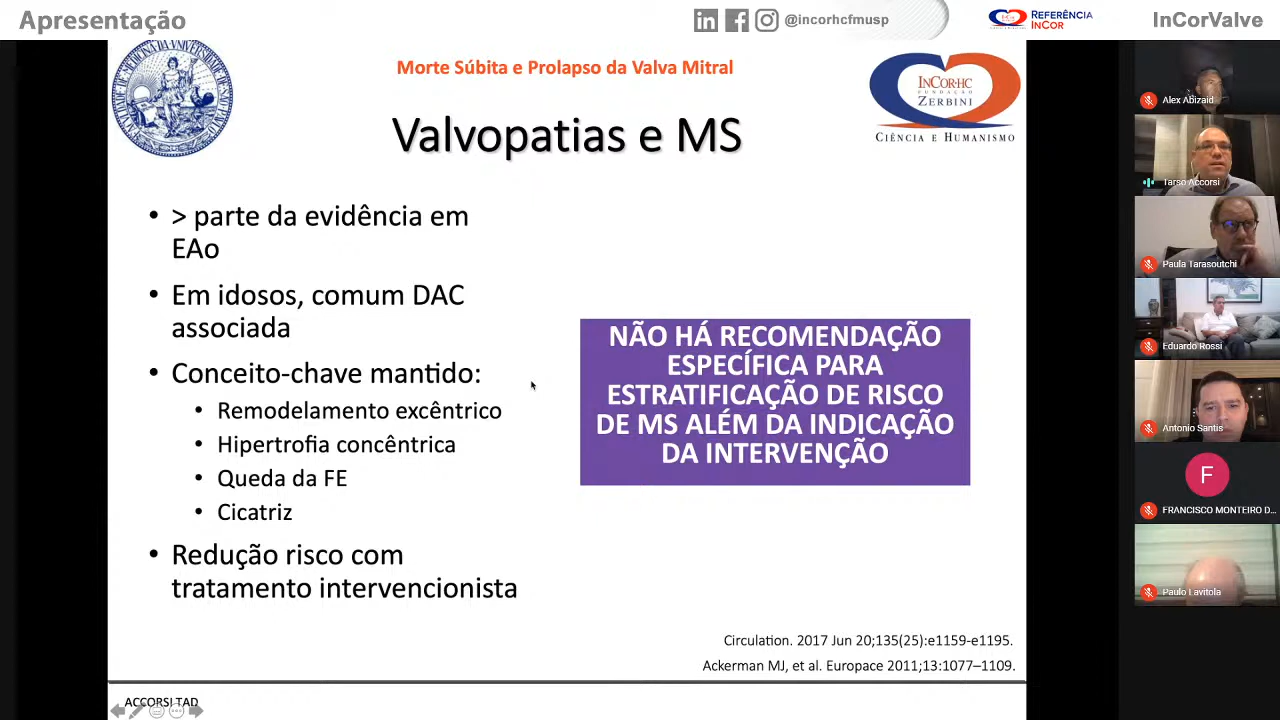 Apresentação
@incorhcfmusp
REFERÊNCIA
INCOR
InCorValve
Morte Súbita e Prolapso da Valva Mitral
INCOR·HC
FUNDAÇÃO
ZERBINI
CIÊNCIA E HUMANISMO
Valvopatias e MS
• > parte da evidência em
EAo
• Em idosos, comum DAC
associada
• Conceito-chave mantido:
• Remodelamento excêntrico
• Hipertrofia concêntrica
• Queda da FE
• Cicatriz
• Redução risco com
tratamento intervencionista
NÃO HÁ RECOMENDAÇÃO
ESPECÍFICA PARA
ESTRATIFICAÇÃO DE RISCO
DE MS ALÉM DA INDICAÇÃO
DA INTERVENÇÃO
Circulation. 2017 Jun 20;135(25):e1159-e1195.
Ackerman MJ, et al. Europace 2011;13:1077–1109.
ACCORSI TAD
Alex Abizaid
Tarso Accorsi
Paula Tarasoutchi
Eduardo Rossi
Antonio Santis
F
FRANCISCO MONTEIRO D...
Paulo Lavitola